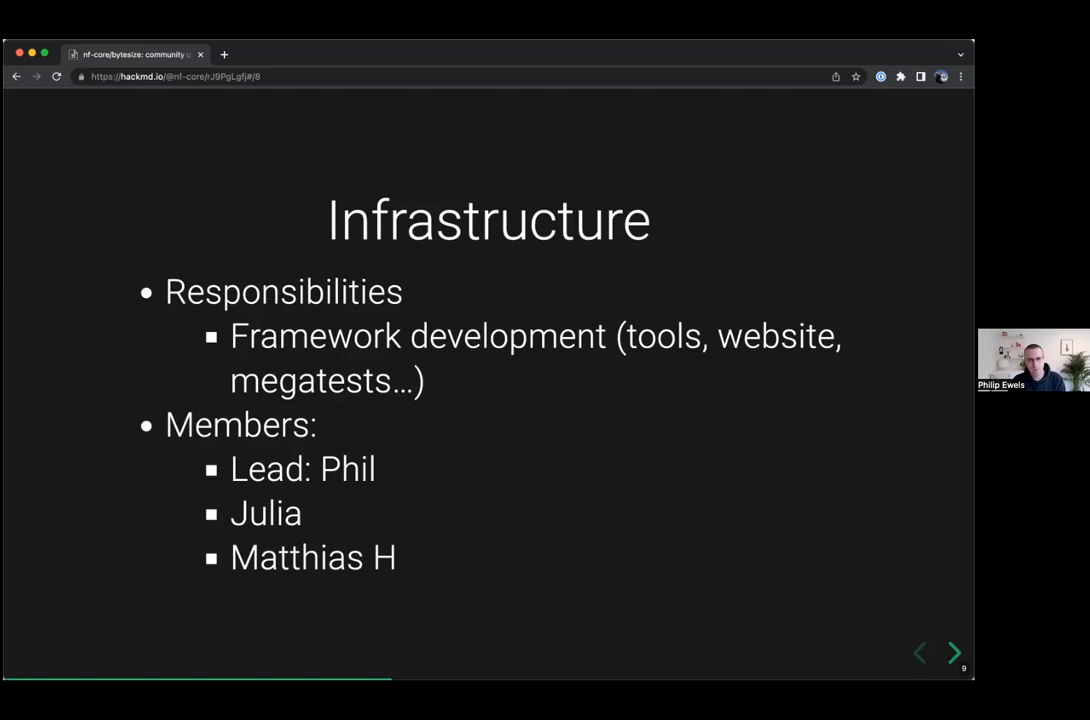 nf-core/bytesize: community u
https://hackmd.io/@nf-core/rJ9PgLgfj#/8
Infrastructure
• Responsibilities
▪ Framework development (tools, website,
megatests...)
• Members:
▪ Lead: Phil
▪ Julia
▪ Matthias H
Philip Ewels
9